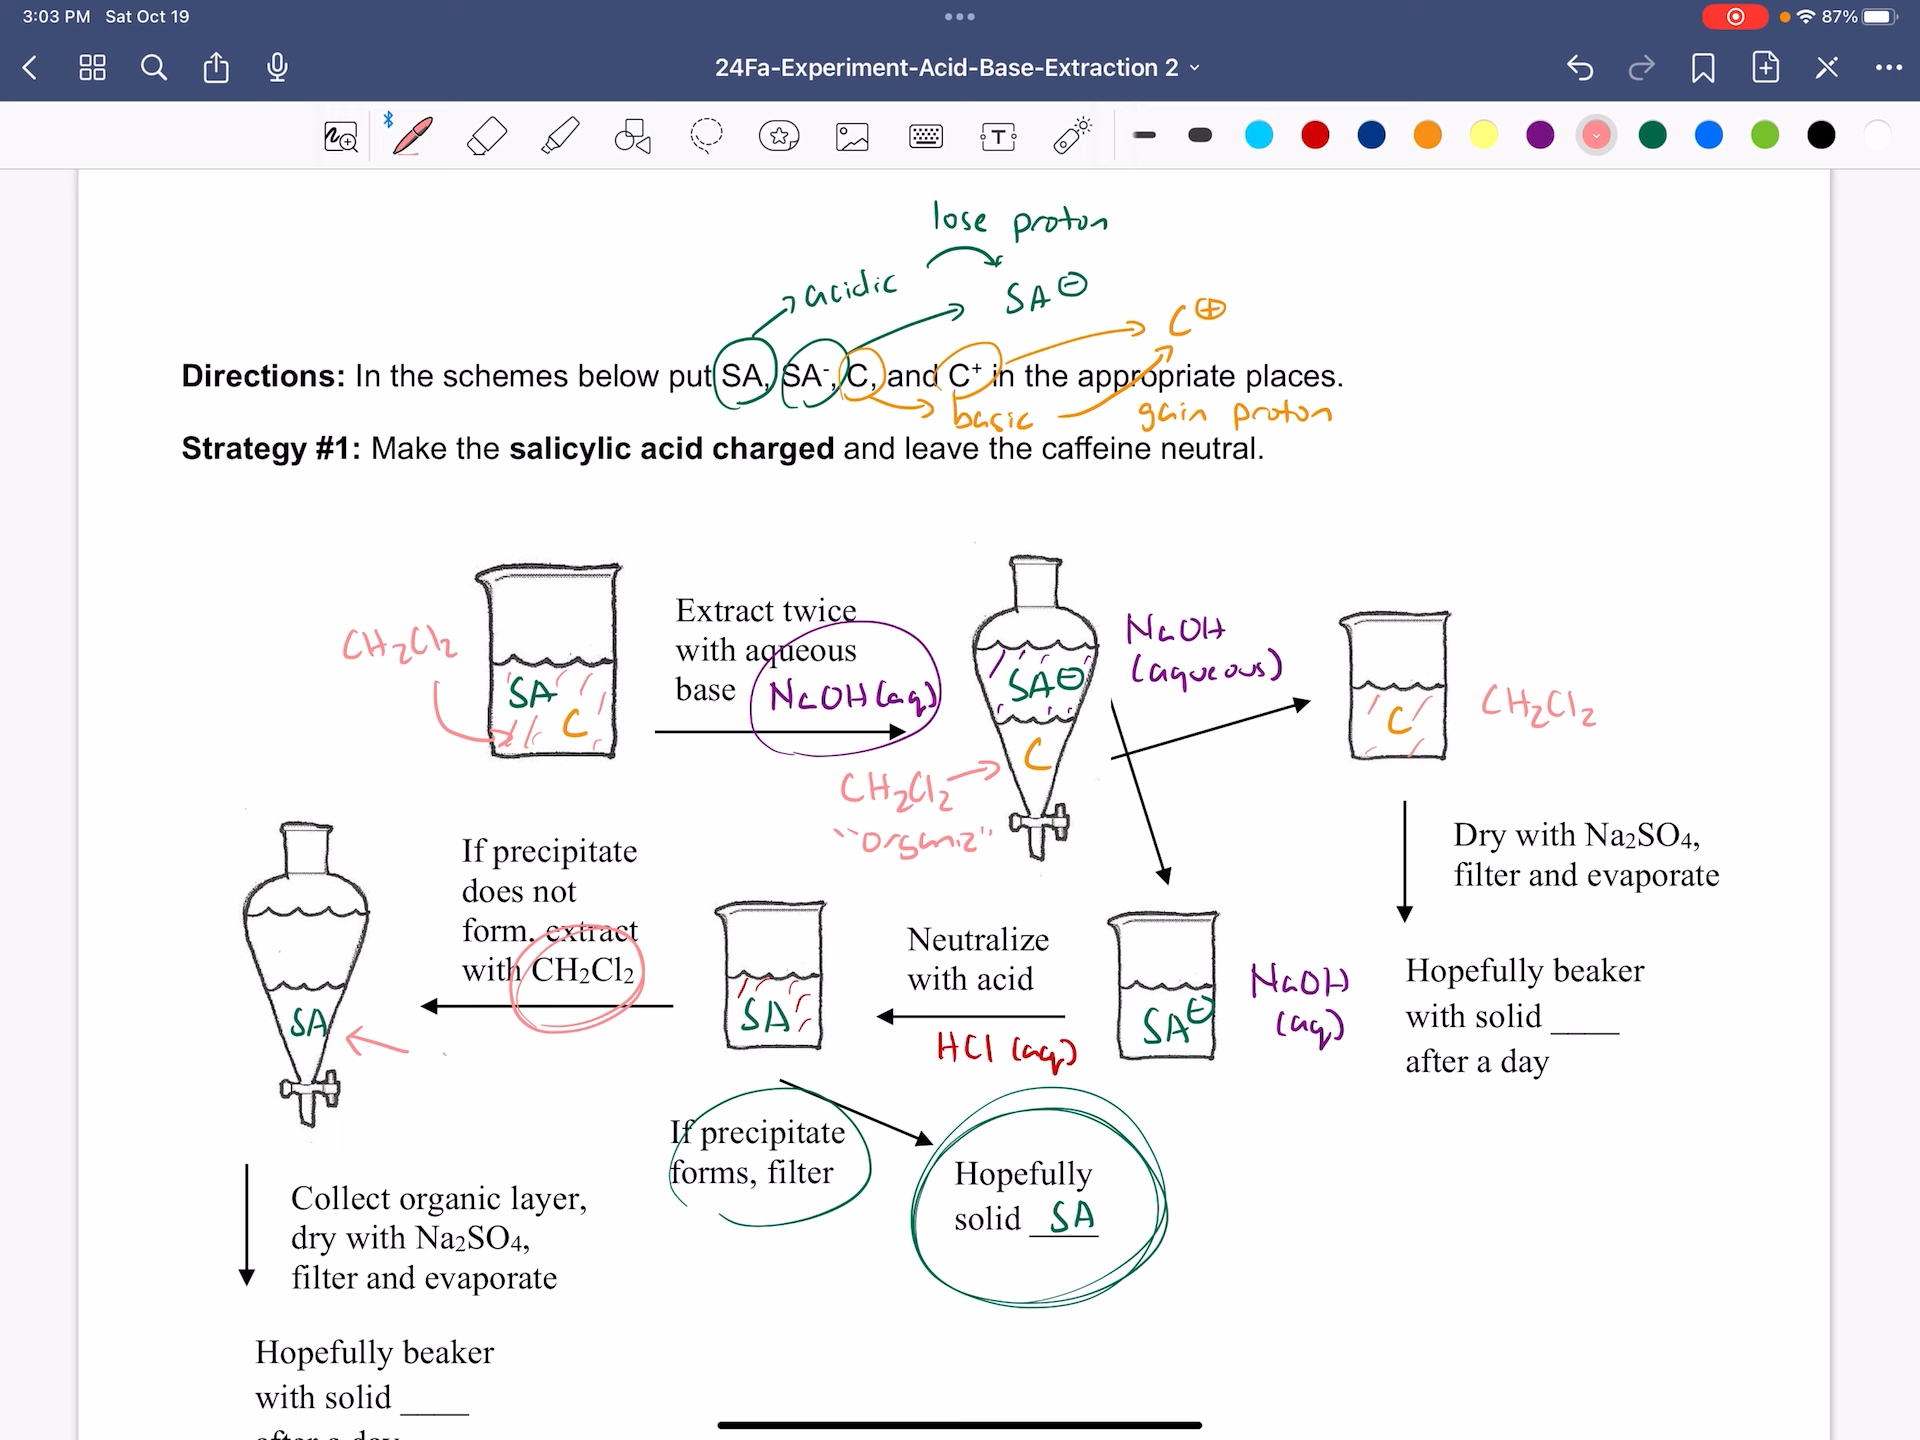 3:03 PM Sat Oct 19
87%
24Fa-Experiment-Acid-Base-Extraction 2
lose proton
acidic
SA⊖
C⊕
Directions: In the schemes below put SA, SA⁻, C, and C⁺ in the appropriate places.
basic
gain proton
Strategy #1: Make the salicylic acid charged and leave the caffeine neutral.
CH₂Cl₂
SA
C
Extract twice
with aqueous
base
NaOH (aq)
SA⊖
C
NaOH
(aqueous)
CH₂Cl₂
"organic"
C
CH₂Cl₂
Dry with Na₂SO₄,
filter and evaporate
Hopefully beaker
with solid ____
after a day
SA⊖
NaOH
(aq)
Neutralize
with acid
HCl (aq)
SA
If precipitate
does not
form. extract
with CH₂Cl₂
SA
If precipitate
forms, filter
Hopefully
solid SA
Collect organic layer,
dry with Na₂SO₄,
filter and evaporate
Hopefully beaker
with solid ____
after a day